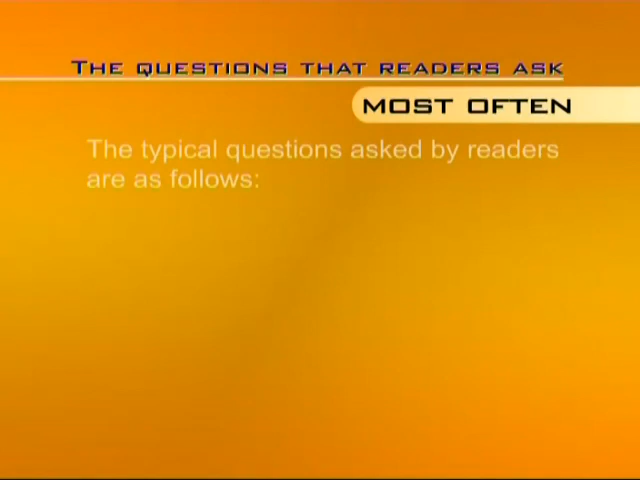 THE QUESTIONS THAT READERS ASK
MOST OFTEN
The typical questions asked by readers
are as follows: